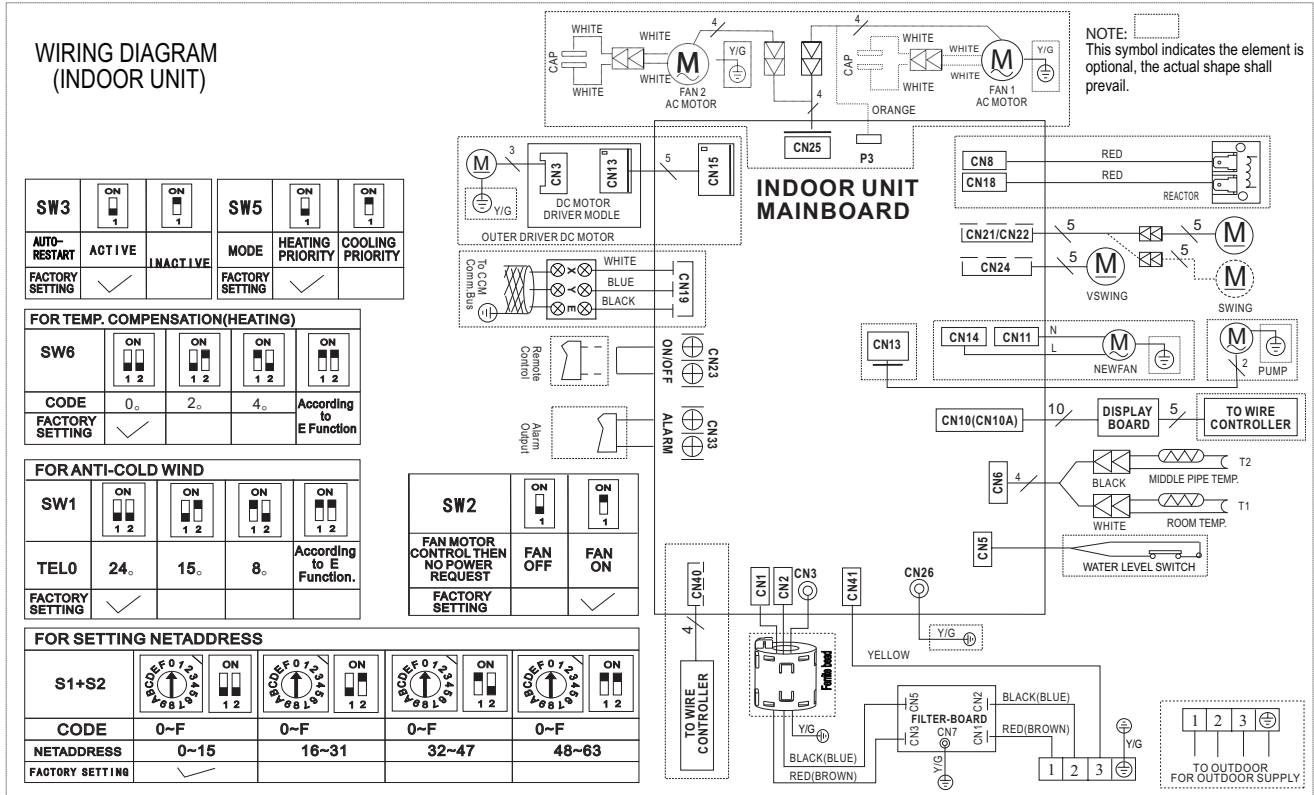 WIRING DIAGRAM
(INDOOR UNIT)
SW3
ON
1
ON
1
AUTO-
RESTART
ACTIVE
INACTIVE
FACTORY
SETTING
SW5
ON
1
ON
1
MODE
HEATING
PRIORITY
COOLING
PRIORITY
FACTORY
SETTING
FOR TEMP. COMPENSATION(HEATING)
SW6
ON
1 2
ON
1 2
ON
1 2
ON
1 2
CODE
0。
2。
4。
According
to
E Function
FACTORY
SETTING
FOR ANTI-COLD WIND
SW1
ON
1 2
ON
1 2
ON
1 2
ON
1 2
TEL0
24。
15。
8。
According
to E
Function.
FACTORY
SETTING
SW2
ON
1
ON
1
FAN MOTOR
CONTROL THEN
NO POWER
REQUEST
FAN
OFF
FAN
ON
FACTORY
SETTING
FOR SETTING NETADDRESS
S1+S2
0123456789ABCDEF
ON
1 2
0123456789ABCDEF
ON
1 2
0123456789ABCDEF
ON
1 2
0123456789ABCDEF
ON
1 2
CODE
0~F
0~F
0~F
0~F
NETADDRESS
0~15
16~31
32~47
48~63
FACTORY SETTING
CAP
WHITE
WHITE
WHITE
WHITE
M
FAN 2
AC MOTOR
4
Y/G
4
4
CAP
WHITE
WHITE
WHITE
WHITE
M
FAN 1
AC MOTOR
Y/G
ORANGE
CN25
P3
NOTE:
This symbol indicates the element is
optional, the actual shape shall
prevail.
M
3
Y/G
CN3
CN13
DC MOTOR
DRIVER MODLE
5
CN15
OUTER DRIVER DC MOTOR
INDOOR UNIT
MAINBOARD
To CCM
Comm.Bus
X
Y
E
WHITE
BLUE
BLACK
CN19
Remote
Control
ON/OFF
CN23
Alarm
Output
ALARM
CN33
CN8
RED
CN18
RED
REACTOR
CN21/CN22
5
5
M
CN24
5
M
VSWING
M
SWING
CN13
CN14
CN11
N
L
M
NEWFAN
M
2
PUMP
CN10(CN10A)
10
DISPLAY
BOARD
5
TO WIRE
CONTROLLER
CN6
4
BLACK
T2
MIDDLE PIPE TEMP.
WHITE
T1
ROOM TEMP.
CN5
WATER LEVEL SWITCH
CN40
4
TO WIRE
CONTROLLER
CN1
CN2
CN3
CN41
CN26
Y/G
YELLOW
Ferrite bead
Y/G
BLACK(BLUE)
RED(BROWN)
CN5
CN2
FILTER-BOARD
CN3
CN7
CN1
Y/G
BLACK(BLUE)
RED(BROWN)
1 2 3
Y/G
1 2 3
TO OUTDOOR
FOR OUTDOOR SUPPLY